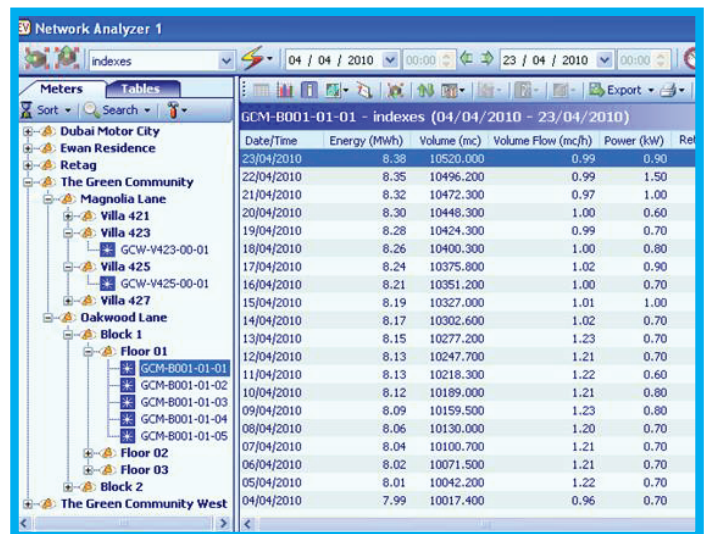 EV Network Analyzer 1
indexes 04 / 04 / 2010 00:00 23 / 04 / 2010 00:00
Meters Tables
Sort Search Export
Dubai Motor City
Ewan Residence
Retag
The Green Community
Magnolia Lane
Villa 421
Villa 423
GCW-V423-00-01
Villa 425
GCW-V425-00-01
Villa 427
Oakwood Lane
Block 1
Floor 01
GCM-B001-01-01
GCM-B001-01-02
GCM-B001-01-03
GCM-B001-01-04
GCM-B001-01-05
Floor 02
Floor 03
Block 2
The Green Community West
GCM-B001-01-01 - indexes (04/04/2010 - 23/04/2010)
Date/Time Energy (MWh) Volume (mc) Volume Flow (mc/h) Power (kW) Ret
23/04/2010 8.38 10520.000 0.99 0.90
22/04/2010 8.35 10496.200 0.99 1.50
21/04/2010 8.32 10472.300 0.97 1.00
20/04/2010 8.30 10448.300 1.00 0.60
19/04/2010 8.28 10424.300 0.99 0.70
18/04/2010 8.26 10400.300 1.00 0.80
17/04/2010 8.24 10375.800 1.02 0.90
16/04/2010 8.21 10351.200 1.00 0.70
15/04/2010 8.19 10327.000 1.01 1.00
14/04/2010 8.17 10302.600 1.02 0.70
13/04/2010 8.15 10277.200 1.23 0.70
12/04/2010 8.13 10247.700 1.21 0.70
11/04/2010 8.13 10218.300 1.22 0.60
10/04/2010 8.12 10189.000 1.21 0.80
09/04/2010 8.09 10159.500 1.23 0.80
08/04/2010 8.06 10130.000 1.20 0.70
07/04/2010 8.04 10100.700 1.21 0.70
06/04/2010 8.02 10071.500 1.21 0.70
05/04/2010 8.01 10042.200 1.22 0.70
04/04/2010 7.99 10017.400 0.96 0.70